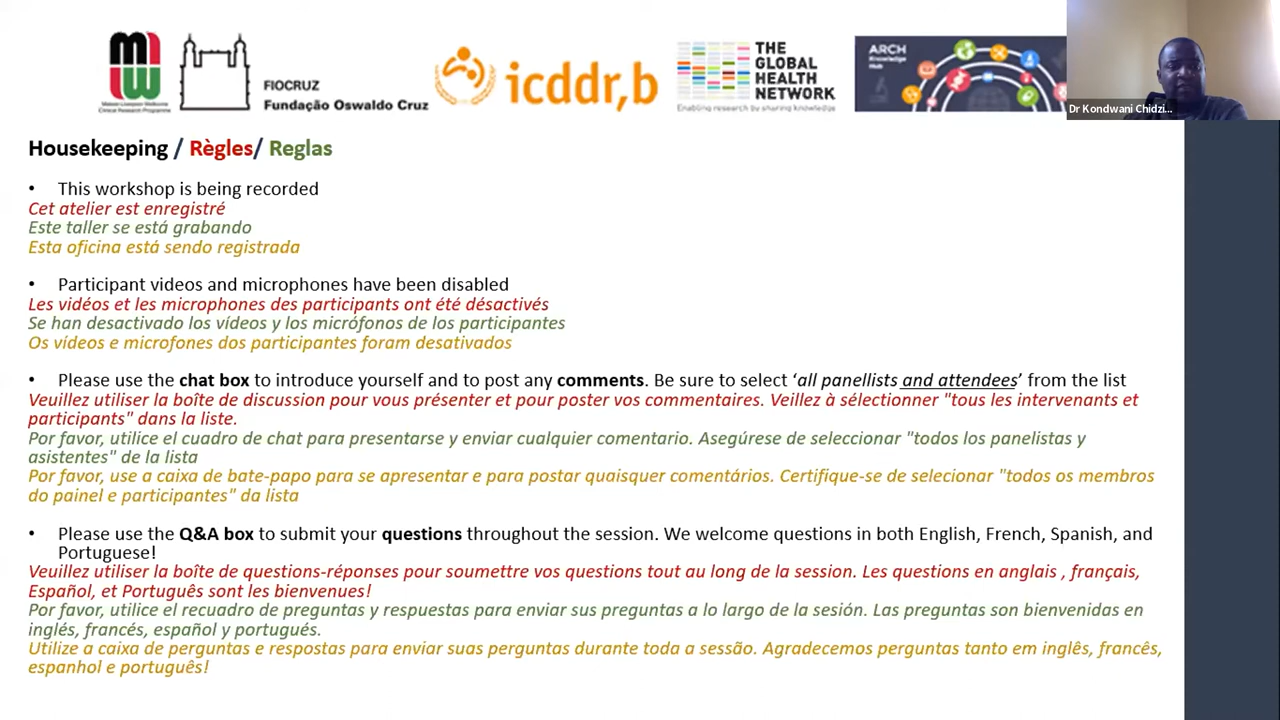 Malawi-Liverpool-Wellcome
Clinical Research Programme
FIOCRUZ
Fundação Oswaldo Cruz
icddr,b
THE
GLOBAL
HEALTH
NETWORK
Enabling research by sharing knowledge
ARCH
Knowledge
Hub
Dr Kondwani Chidzi...
Housekeeping / Règles/ Reglas
• This workshop is being recorded
Cet atelier est enregistré
Este taller se está grabando
Esta oficina está sendo registrada
• Participant videos and microphones have been disabled
Les vidéos et les microphones des participants ont été désactivés
Se han desactivado los vídeos y los micrófonos de los participantes
Os vídeos e microfones dos participantes foram desativados
• Please use the chat box to introduce yourself and to post any comments. Be sure to select ‘all panellists and attendees’ from the list
Veuillez utiliser la boîte de discussion pour vous présenter et pour poster vos commentaires. Veillez à sélectionner "tous les intervenants et
participants" dans la liste.
Por favor, utilice el cuadro de chat para presentarse y enviar cualquier comentario. Asegúrese de seleccionar "todos los panelistas y
asistentes" de la lista
Por favor, use a caixa de bate-papo para se apresentar e para postar quaisquer comentários. Certifique-se de selecionar "todos os membros
do painel e participantes" da lista
• Please use the Q&A box to submit your questions throughout the session. We welcome questions in both English, French, Spanish, and
Portuguese!
Veuillez utiliser la boîte de questions-réponses pour soumettre vos questions tout au long de la session. Les questions en anglais , français,
Español, et Português sont les bienvenues!
Por favor, utilice el recuadro de preguntas y respuestas para enviar sus preguntas a lo largo de la sesión. Las preguntas son bienvenidas en
inglés, francés, español y portugués.
Utilize a caixa de perguntas e respostas para enviar suas perguntas durante toda a sessão. Agradecemos perguntas tanto em inglês, francês,
espanhol e português!